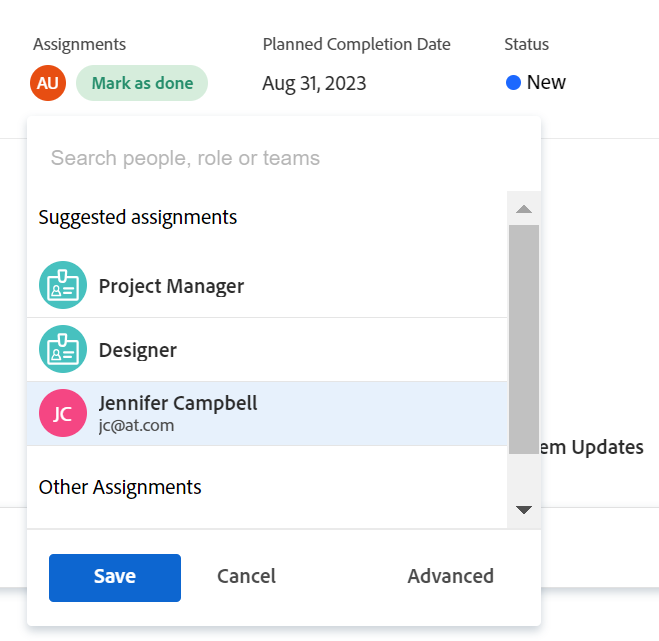 Assignments Planned Completion Date Status
AU Mark as done Aug 31, 2023 New
Search people, role or teams
Suggested assignments
Project Manager
Designer
JC Jennifer Campbell
jc@at.com
em Updates
Other Assignments
Save Cancel Advanced